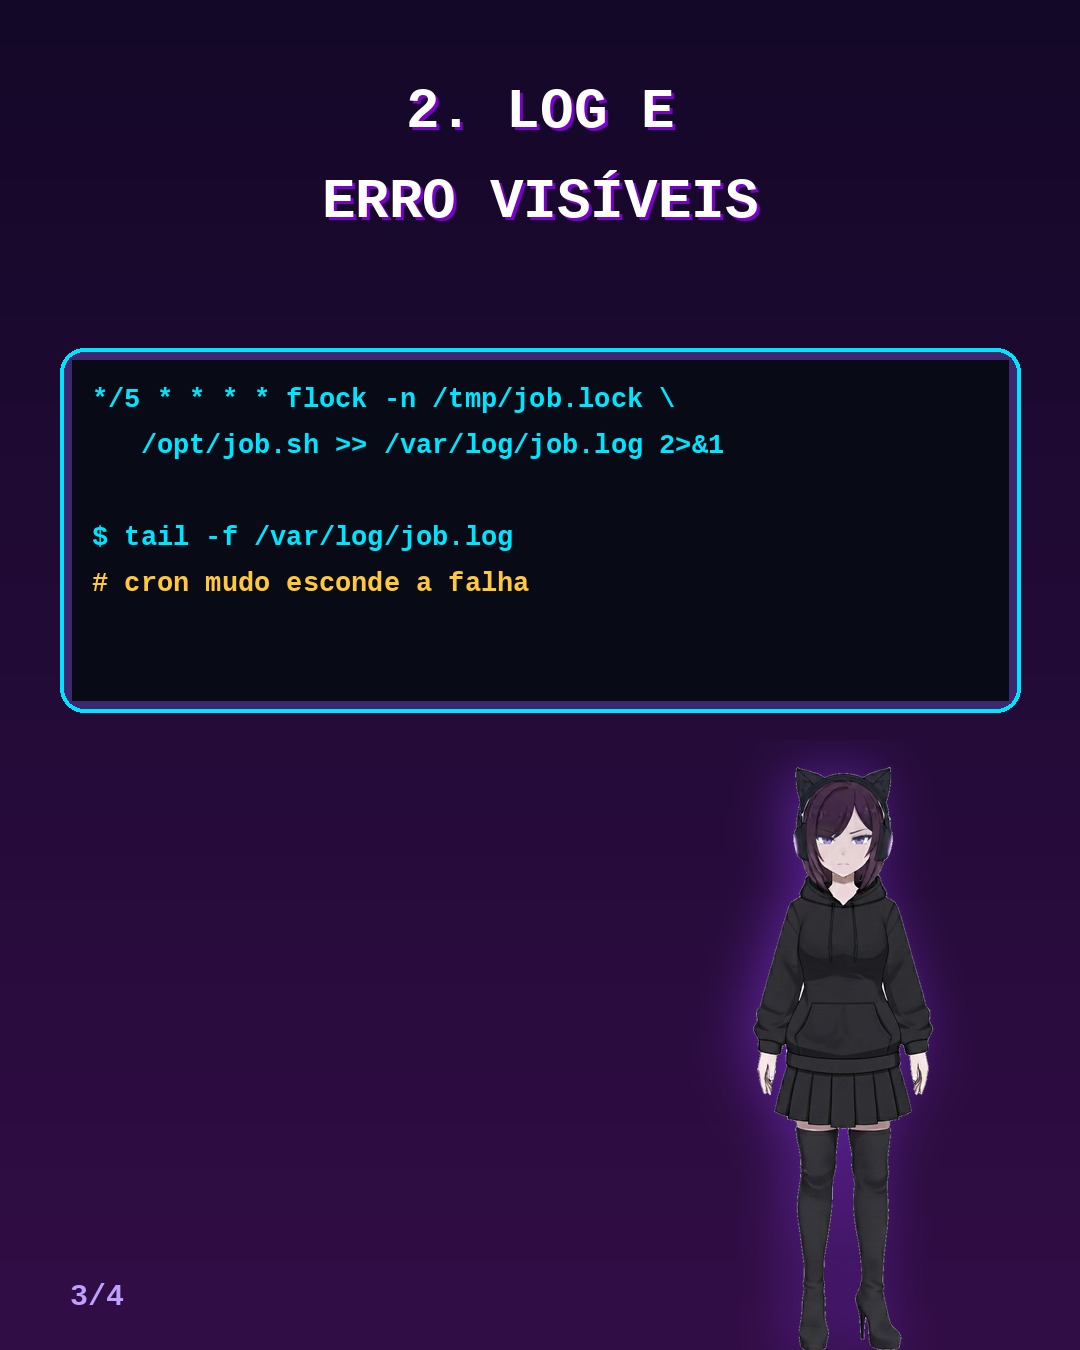 2. LOG E
ERRO VISÍVEIS
*/5 * * * * flock -n /tmp/job.lock \
   /opt/job.sh >> /var/log/job.log 2>&1
$ tail -f /var/log/job.log
# cron mudo esconde a falha
3/4